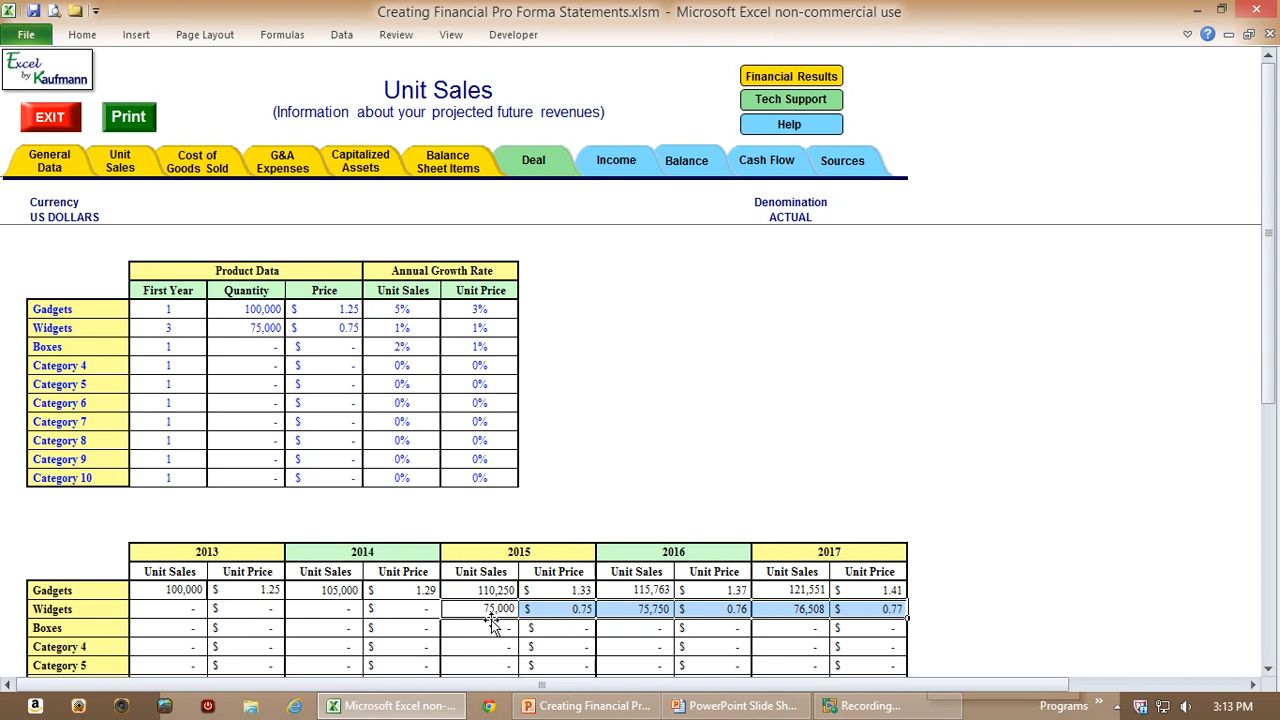 Creating Financial Pro Forma Statements.xlsm - Microsoft Excel non-commercial use
File Home Insert Page Layout Formulas Data Review View Developer
Excel
by Kaufmann
EXIT Print
Unit Sales
(Information about your projected future revenues)
Financial Results
Tech Support
Help
General Data Unit Sales Cost of Goods Sold G&A Expenses Capitalized Assets Balance Sheet Items Deal Income Balance Cash Flow Sources
Currency Denomination
US DOLLARS ACTUAL
Product Data Annual Growth Rate
First Year Quantity Price Unit Sales Unit Price
Gadgets 1 100,000 $ 1.25 5% 3%
Widgets 3 75,000 $ 0.75 1% 1%
Boxes 1 - $ - 2% 1%
Category 4 1 - $ - 0% 0%
Category 5 1 - $ - 0% 0%
Category 6 1 - $ - 0% 0%
Category 7 1 - $ - 0% 0%
Category 8 1 - $ - 0% 0%
Category 9 1 - $ - 0% 0%
Category 10 1 - $ - 0% 0%
2013 2014 2015 2016 2017
Unit Sales Unit Price Unit Sales Unit Price Unit Sales Unit Price Unit Sales Unit Price Unit Sales Unit Price
Gadgets 100,000 $ 1.25 105,000 $ 1.29 110,250 $ 1.33 115,763 $ 1.37 121,551 $ 1.41
Widgets - $ - - $ - 75,000 $ 0.75 75,750 $ 0.76 76,508 $ 0.77
Boxes - $ - - $ - - $ - - $ - - $ -
Category 4 - $ - - $ - - $ - - $ - - $ -
Category 5 - $ - - $ - - $ - - $ - - $ -
Microsoft Excel non-... Creating Financial Pr... PowerPoint Slide Sh... Recording... Programs » 3:13 PM